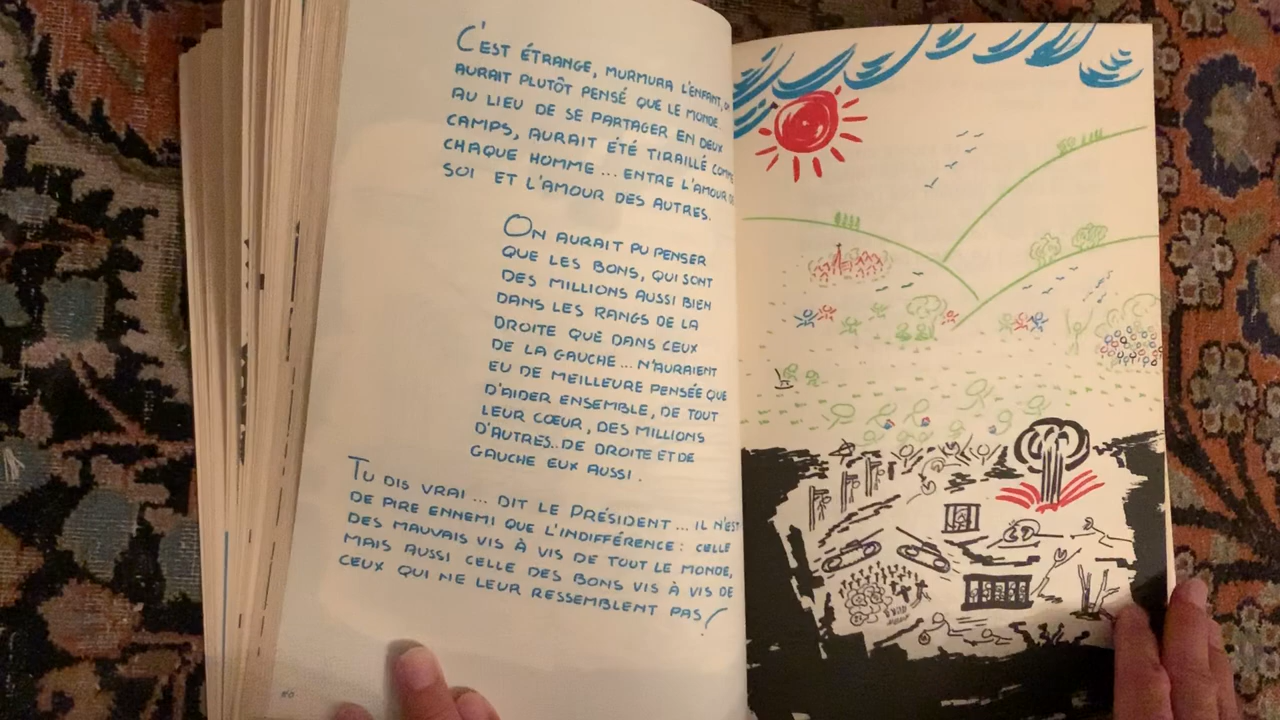 C'EST ÉTRANGE, MURMURA L'ENFANT,
AURAIT PLUTÔT PENSÉ QUE LE MONDE
AU LIEU DE SE PARTAGER EN DEUX
CAMPS, AURAIT ETÉ TIRAILLÉ COMME
CHAQUE HOMME ... ENTRE L'AMOUR DE
SOI ET L'AMOUR DES AUTRES.
ON AURAIT PU PENSER
QUE LES BONS, QUI SONT
DES MILLIONS AUSSI BIEN
DANS LES RANGS DE LA
DROITE QUE DANS CEUX
DE LA GAUCHE ... N'AURAIENT
EU DE MEILLEURE PENSÉE QUE
D'AIDER ENSEMBLE, DE TOUT
LEUR CŒUR, DES MILLIONS
D'AUTRES.. DE DROITE ET DE
GAUCHE EUX AUSSI.
TU DIS VRAI ... DIT LE PRÉSIDENT ... IL N'EST
DE PIRE ENNEMI QUE L'INDIFFÉRENCE : CELLE
DES MAUVAIS VIS À VIS DE TOUT LE MONDE,
MAIS AUSSI CELLE DES BONS VIS À VIS DE
CEUX QUI NE LEUR RESSEMBLENT PAS!